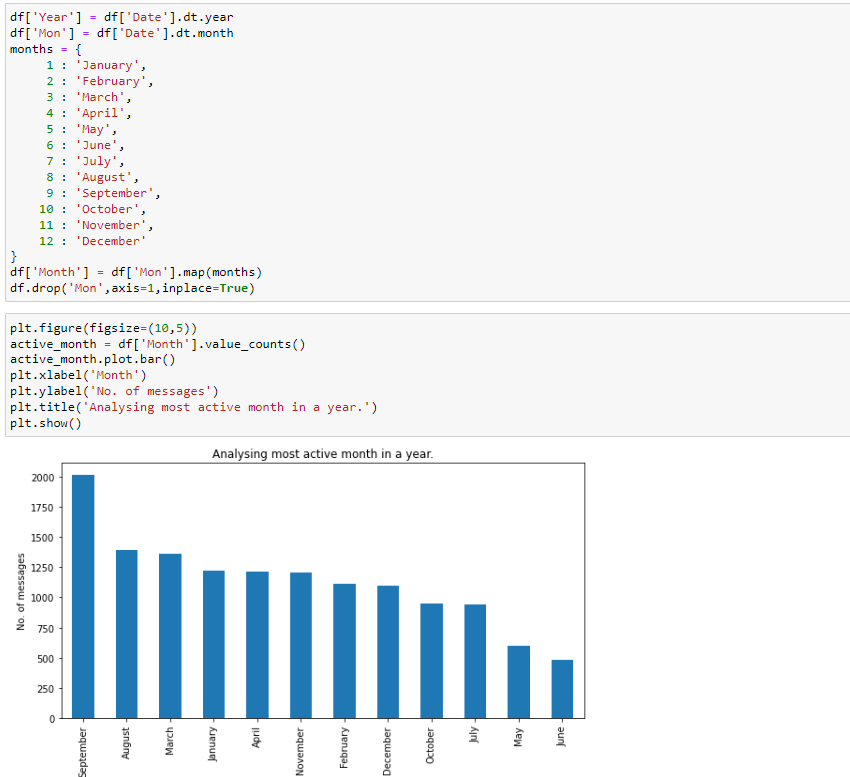 df['Year'] = df['Date'].dt.year
df['Mon'] = df['Date'].dt.month
months = {
     1 : 'January',
     2 : 'February',
     3 : 'March',
     4 : 'April',
     5 : 'May',
     6 : 'June',
     7 : 'July',
     8 : 'August',
     9 : 'September',
    10 : 'October',
    11 : 'November',
    12 : 'December'
}
df['Month'] = df['Mon'].map(months)
df.drop('Mon',axis=1,inplace=True)
plt.figure(figsize=(10,5))
active_month = df['Month'].value_counts()
active_month.plot.bar()
plt.xlabel('Month')
plt.ylabel('No. of messages')
plt.title('Analysing most active month in a year.')
plt.show()
Analysing most active month in a year.
No. of messages
2000
1750
1500
1250
1000
750
500
250
0
September
August
March
January
April
November
February
December
October
July
May
June